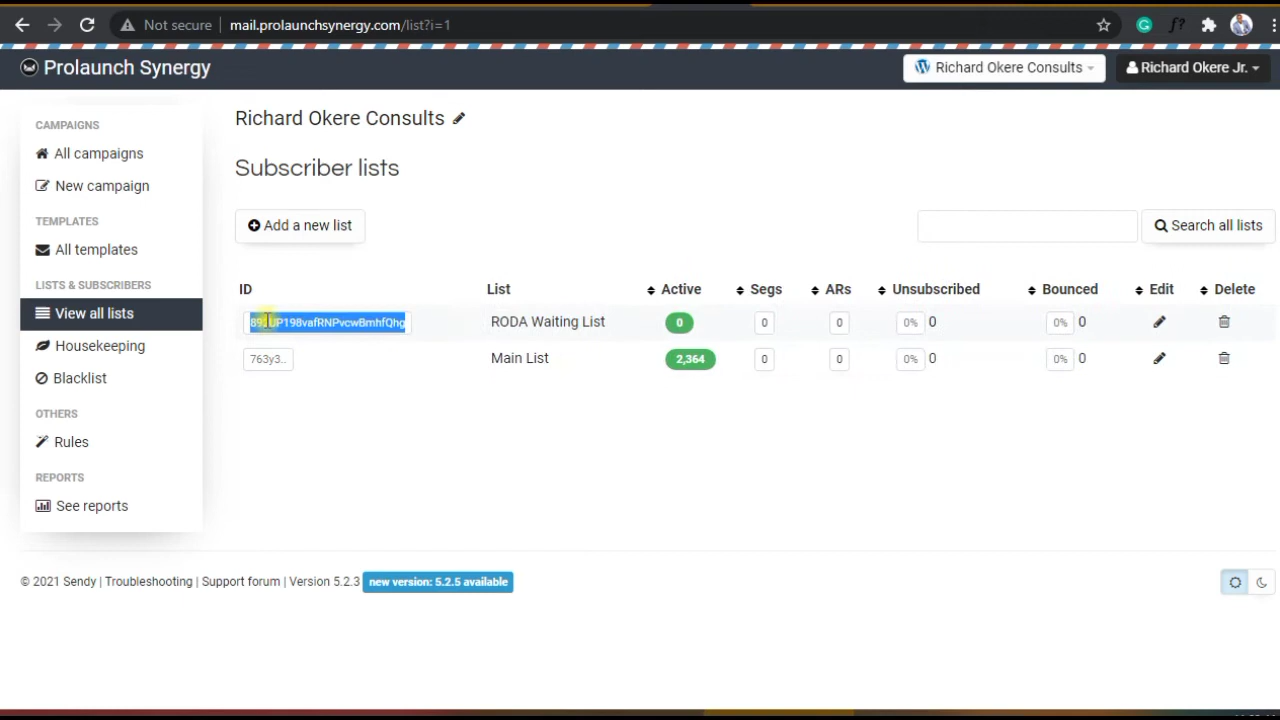 Not secure | mail.prolaunchsynergy.com/list?i=1
Prolaunch Synergy
Richard Okere Consults
Richard Okere Jr.
CAMPAIGNS
All campaigns
New campaign
TEMPLATES
All templates
LISTS & SUBSCRIBERS
View all lists
Housekeeping
Blacklist
OTHERS
Rules
REPORTS
See reports
Richard Okere Consults
Subscriber lists
Add a new list
Search all lists
ID List Active Segs ARs Unsubscribed Bounced Edit Delete
RODA Waiting List 0 0 0 0% 0 0% 0
763y3.. Main List 2,364 0 0 0% 0 0% 0
© 2021 Sendy | Troubleshooting | Support forum | Version 5.2.3 new version: 5.2.5 available